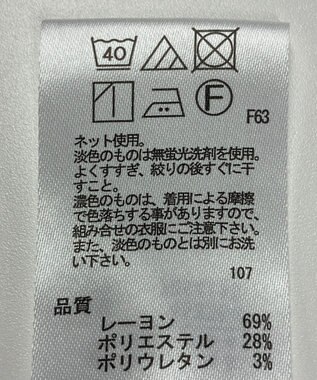 40
F
F63
ネット使用。
淡色のものは無蛍光洗剤を使用。
よくすすぎ、絞りの後すぐに干
すこと。
濃色のものは、着用による摩擦
で色落ちする事がありますので、
組み合せの衣服にご注意下さい。
また、淡色のものとは別にお洗
い下さい。
107
品質
レーヨン 69%
ポリエステル 28%
ポリウレタン 3%